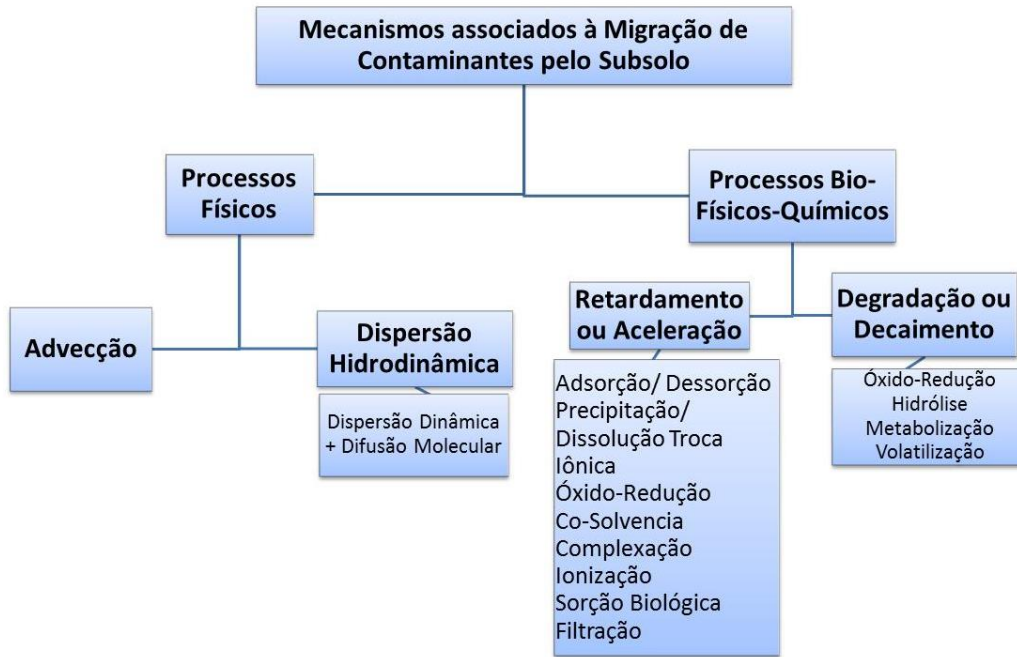 Mecanismos associados à Migração de
Contaminantes pelo Subsolo
Processos
Físicos
Processos Bio-
Físicos-Químicos
Advecção
Dispersão
Hidrodinâmica
Dispersão Dinâmica
+ Difusão Molecular
Retardamento
ou Aceleração
Adsorção/ Dessorção
Precipitação/
Dissolução Troca
Iônica
Óxido-Redução
Co-Solvencia
Complexação
Ionização
Sorção Biológica
Filtração
Degradação ou
Decaimento
Óxido-Redução
Hidrólise
Metabolização
Volatilização